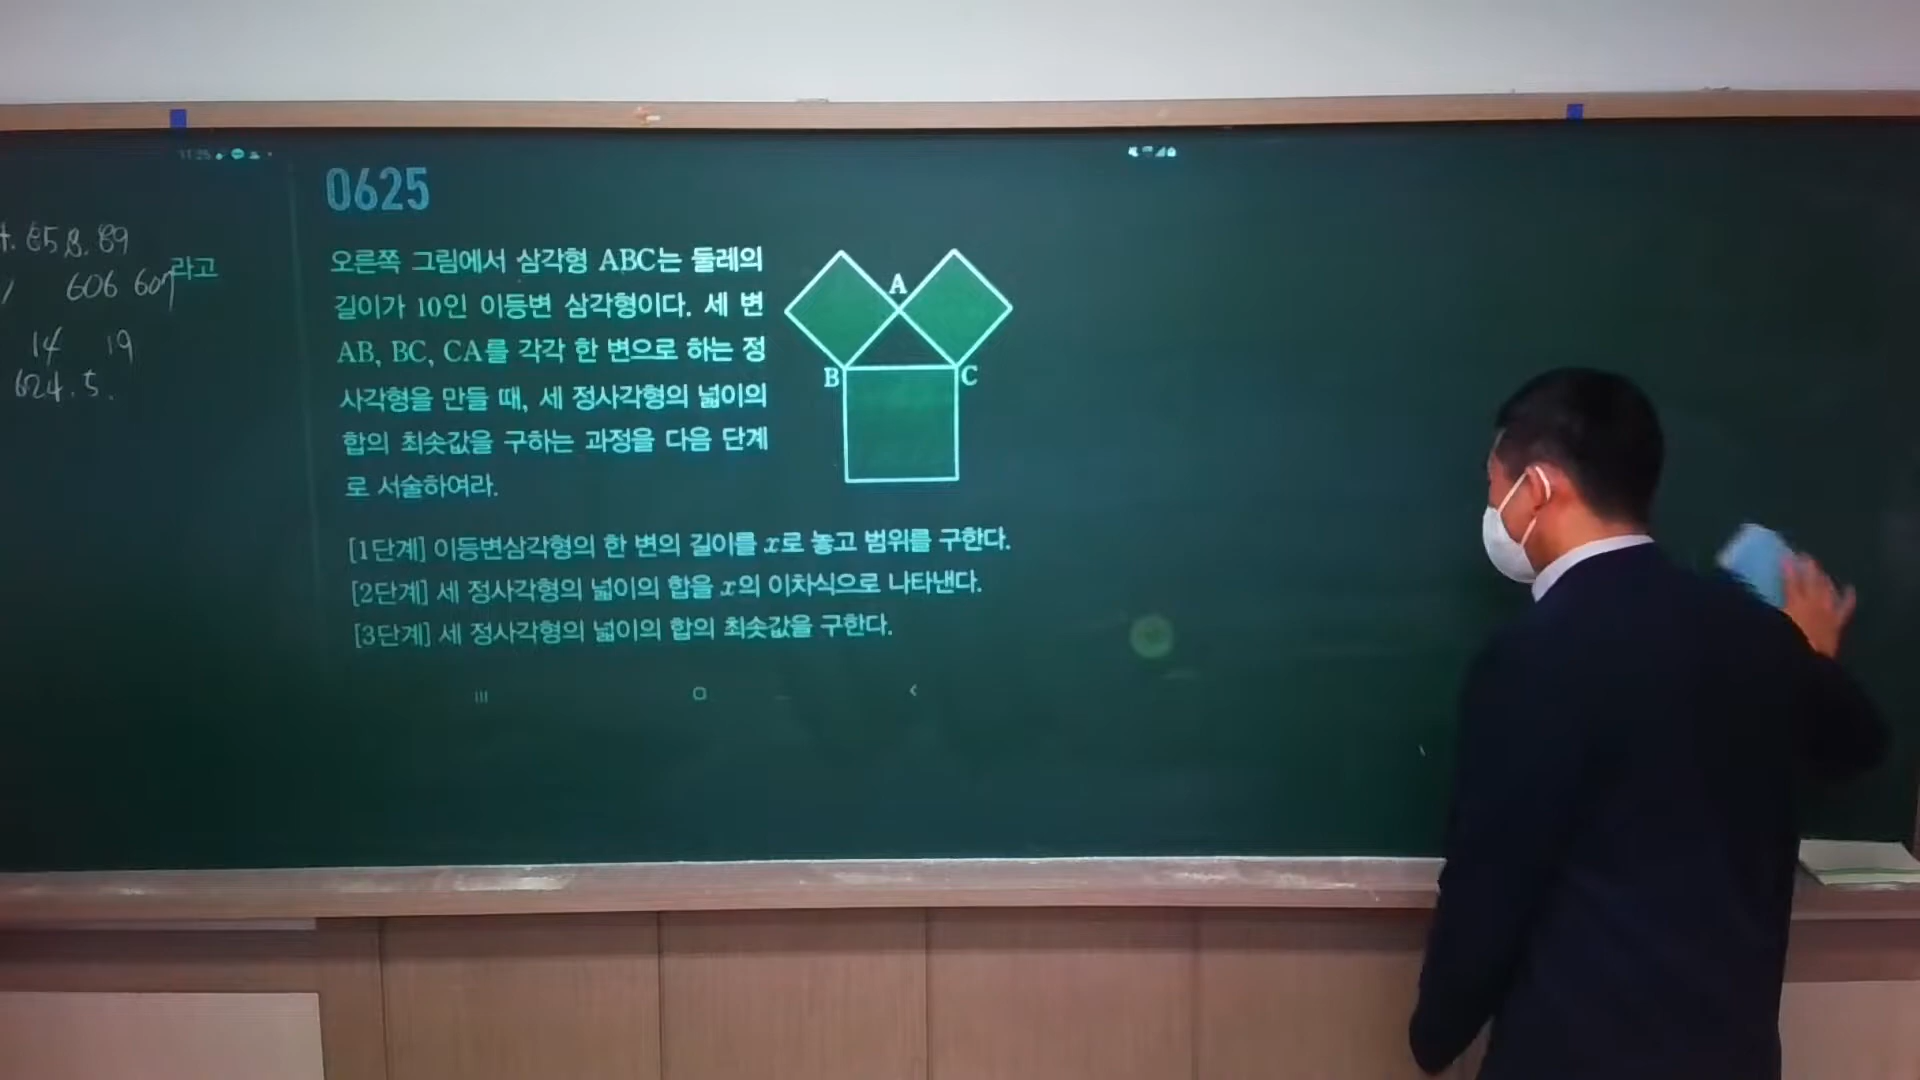 11:25
0625
오른쪽 그림에서 삼각형 ABC는 둘레의
길이가 10인 이등변 삼각형이다. 세 변
AB, BC, CA를 각각 한 변으로 하는 정
사각형을 만들 때, 세 정사각형의 넓이의
합의 최솟값을 구하는 과정을 다음 단계
로 서술하여라.
A
B
C
[1단계] 이등변삼각형의 한 변의 길이를 x로 놓고 범위를 구한다.
[2단계] 세 정사각형의 넓이의 합을 x의 이차식으로 나타낸다.
[3단계] 세 정사각형의 넓이의 합의 최솟값을 구한다.
라고
89
606 607
14 19
624. 5.